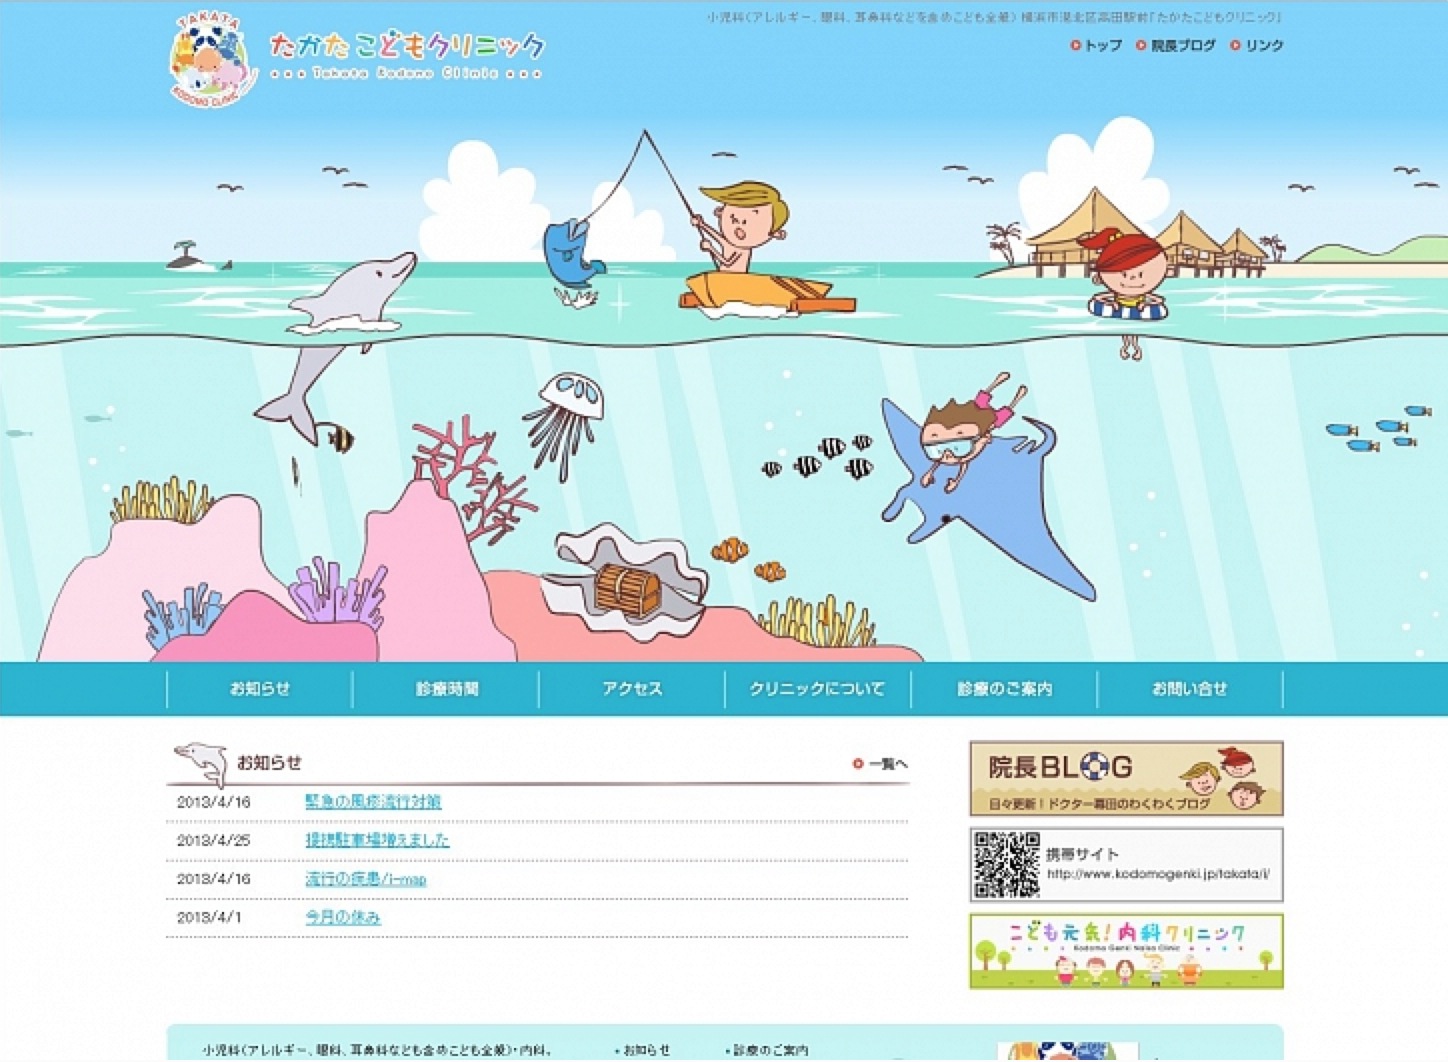 小児科(アレルギー、眼科、耳鼻科などを含めこども全般) 横浜市港北区高田駅前「たかたこどもクリニック」
TAKATA
KODOMO CLINIC
たかたこどもクリニック
Takata Kodomo Clinic
トップ 院長ブログ リンク
お知らせ 診療時間 アクセス クリニックについて 診療のご案内 お問い合せ
お知らせ
一覧へ
2013/4/16 緊急の風疹流行対策
2013/4/25 提携駐車場増えました
2013/4/16 流行の疾患/i-map
2013/4/1 今月の休み
院長BLOG
日々更新!ドクター幕田のわくわくブログ
携帯サイト
http://www.kodomogenki.jp/takata/i/
こども元気!内科クリニック
Kodomo Genki Naika Clinic
小児科(アレルギー、眼科、耳鼻科なども含めこども全般)・内科。
・お知らせ
・診療のご案内